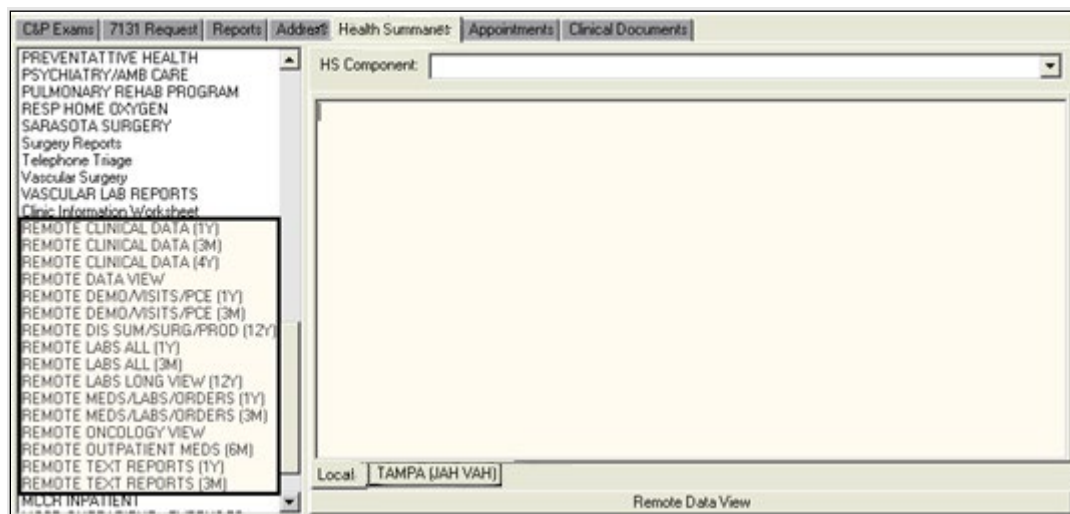 C&P Exams 7131 Request Reports Address Health Summaries Appointments Clinical Documents
PREVENTATTIVE HEALTH
PSYCHIATRY/AMB CARE
PULMONARY REHAB PROGRAM
RESP HOME OXYGEN
SARASOTA SURGERY
Surgery Reports
Telephone Triage
Vascular Surgery
VASCULAR LAB REPORTS
Clinic Information Worksheet
REMOTE CLINICAL DATA (1Y)
REMOTE CLINICAL DATA (3M)
REMOTE CLINICAL DATA (4Y)
REMOTE DATA VIEW
REMOTE DEMO/VISITS/PCE (1Y)
REMOTE DEMO/VISITS/PCE (3M)
REMOTE DIS SUM/SURG/PROD (12Y)
REMOTE LABS ALL (1Y)
REMOTE LABS ALL (3M)
REMOTE LABS LONG VIEW (12Y)
REMOTE MEDS/LABS/ORDERS (1Y)
REMOTE MEDS/LABS/ORDERS (3M)
REMOTE ONCOLOGY VIEW
REMOTE OUTPATIENT MEDS (6M)
REMOTE TEXT REPORTS (1Y)
REMOTE TEXT REPORTS (3M)
MCCR INPATIENT
HS Component:
Local TAMPA (JAH VAH)
Remote Data View